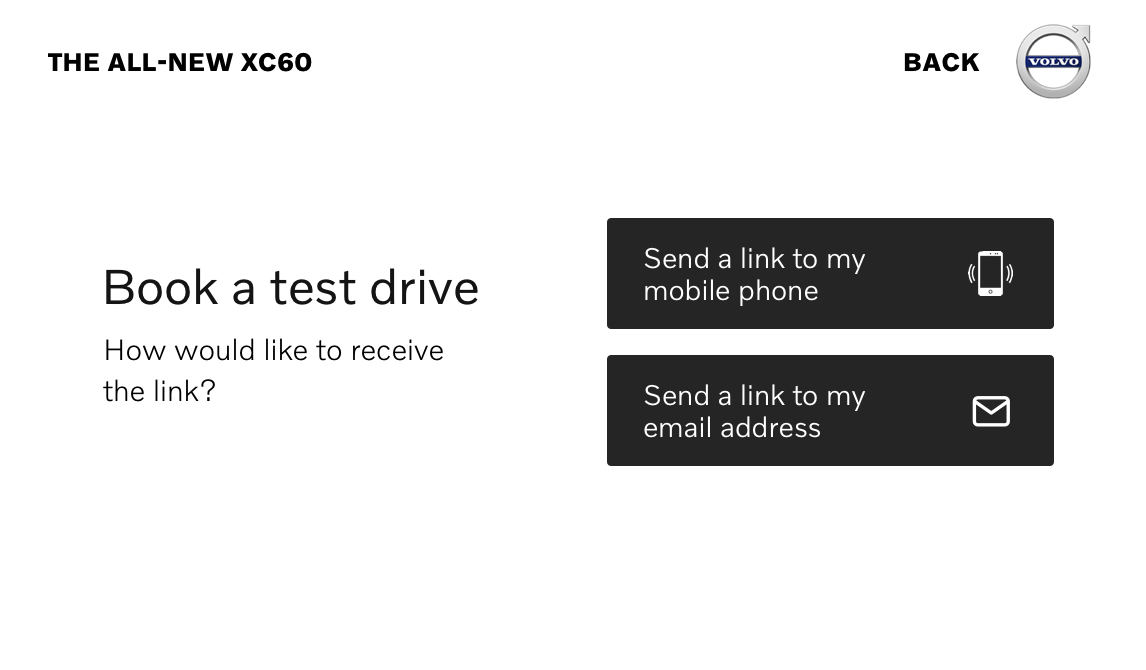 THE ALL-NEW XC60
BACK
VOLVO
Book a test drive
How would like to receive
the link?
Send a link to my
mobile phone
Send a link to my
email address